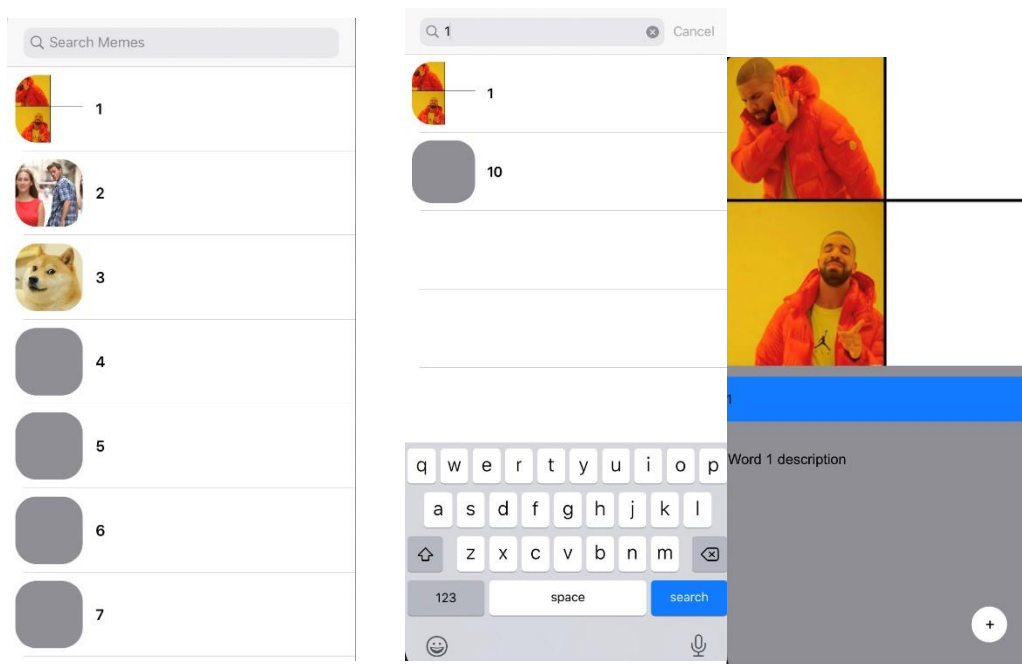 Search Memes
1
2
3
4
5
6
7
1 Cancel
1
10
q w e r t y u i o p
a s d f g h j k l
z x c v b n m
123 space search
1
Word 1 description
+